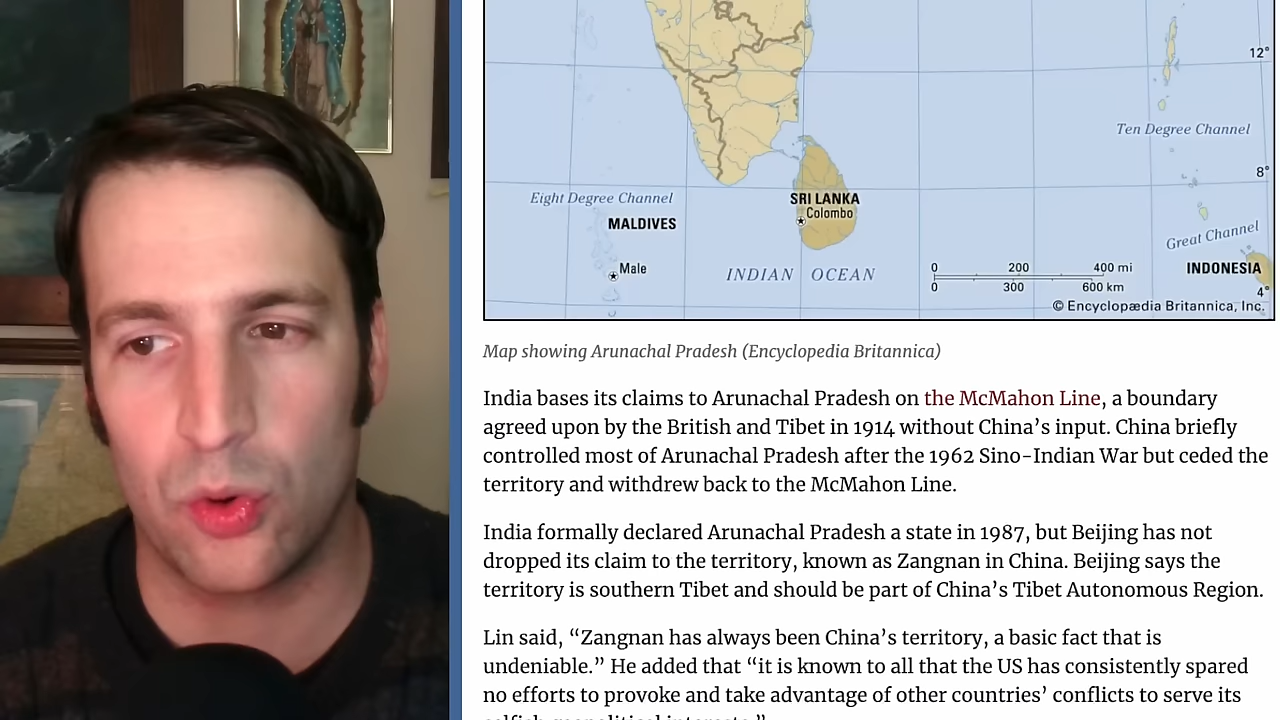 12°
Ten Degree Channel
8°
Eight Degree Channel
SRI LANKA
Colombo
MALDIVES
Great Channel
Male
INDIAN OCEAN
0 200 400 mi
0 300 600 km
INDONESIA
4°
© Encyclopædia Britannica, Inc.
Map showing Arunachal Pradesh (Encyclopedia Britannica)
India bases its claims to Arunachal Pradesh on the McMahon Line, a boundary
agreed upon by the British and Tibet in 1914 without China’s input. China briefly
controlled most of Arunachal Pradesh after the 1962 Sino-Indian War but ceded the
territory and withdrew back to the McMahon Line.
India formally declared Arunachal Pradesh a state in 1987, but Beijing has not
dropped its claim to the territory, known as Zangnan in China. Beijing says the
territory is southern Tibet and should be part of China’s Tibet Autonomous Region.
Lin said, “Zangnan has always been China’s territory, a basic fact that is
undeniable.” He added that “it is known to all that the US has consistently spared
no efforts to provoke and take advantage of other countries’ conflicts to serve its